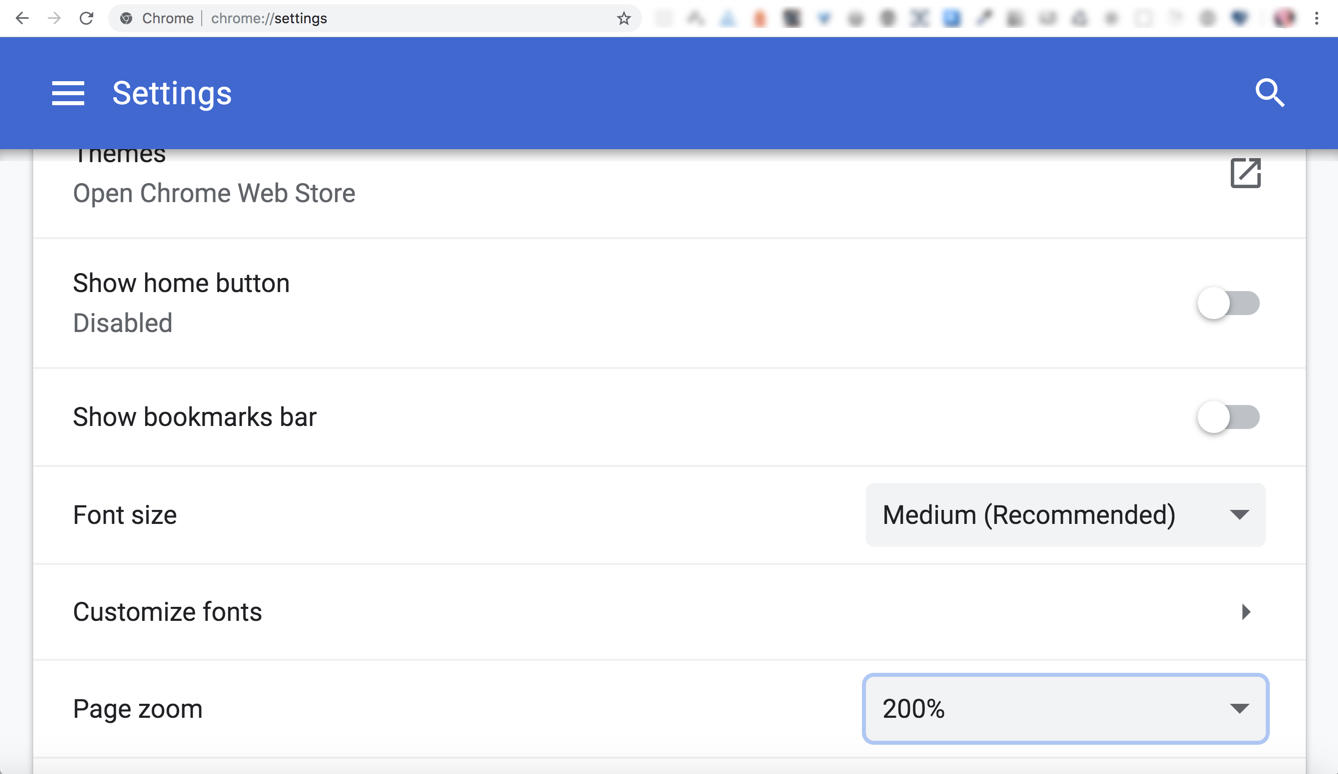 Chrome | chrome://settings
Settings
Themes
Open Chrome Web Store
Show home button
Disabled
Show bookmarks bar
Font size
Medium (Recommended)
Customize fonts
Page zoom
200%